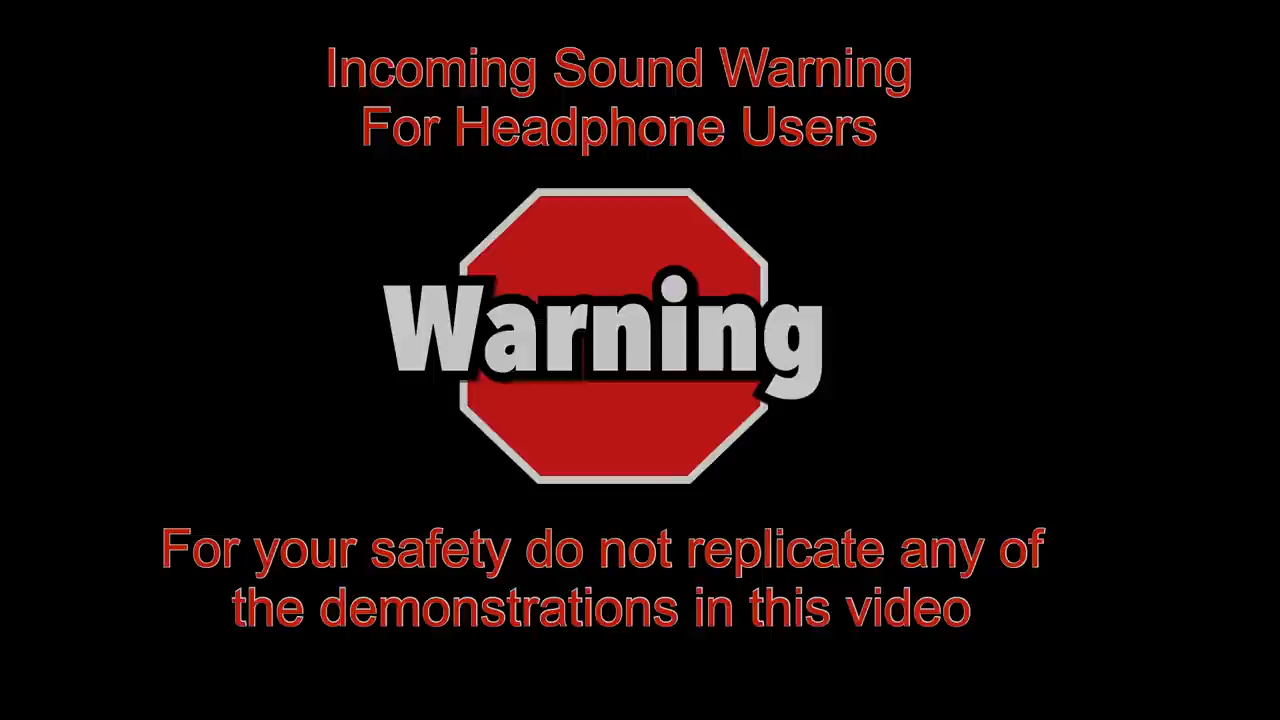 Incoming Sound Warning
For Headphone Users
Warning
For your safety do not replicate any of
the demonstrations in this video